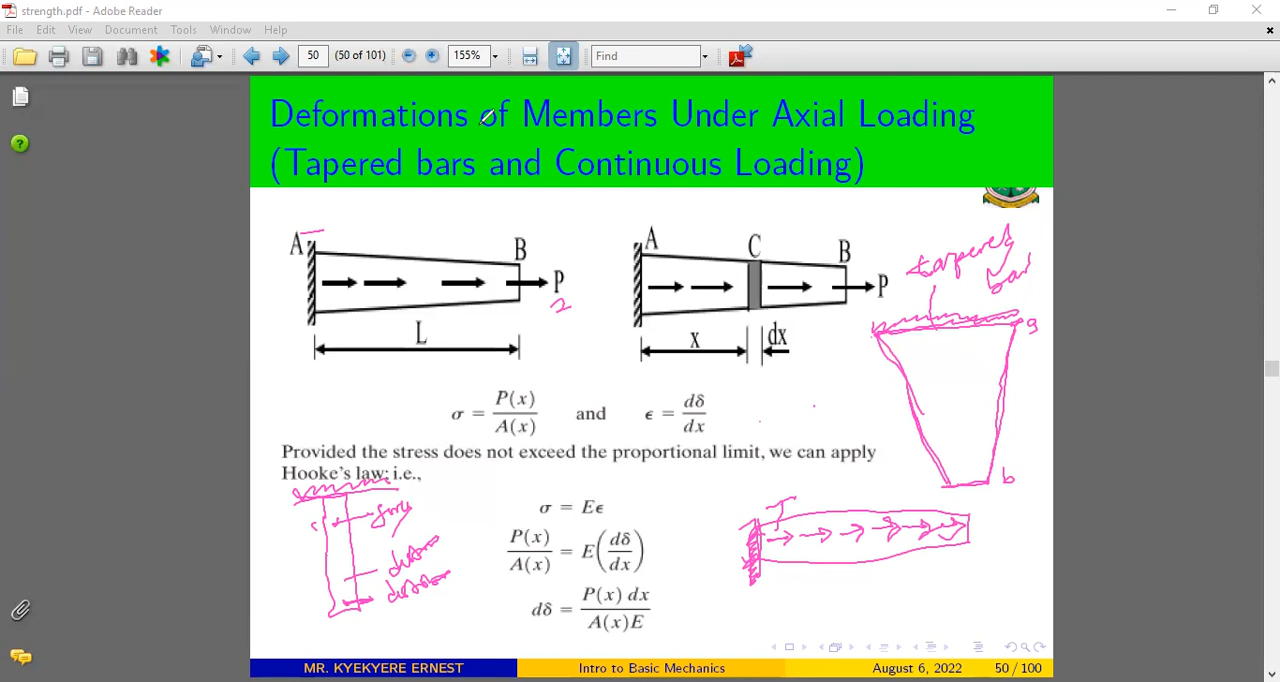 strength.pdf - Adobe Reader
File Edit View Document Tools Window Help
50 (50 of 101) 155% Find
Deformations of Members Under Axial Loading
(Tapered bars and Continuous Loading)
A B P L
A C B P x dx
2
tapered
bar
a
b
σ = P(x)/A(x) and ϵ = dδ/dx
Provided the stress does not exceed the proportional limit, we can apply
Hooke's law; i.e.,
σ = Eϵ
P(x)/A(x) = E(dδ/dx)
dδ = P(x) dx/A(x)E
MR. KYEKYERE ERNEST Intro to Basic Mechanics August 6, 2022 50 / 100